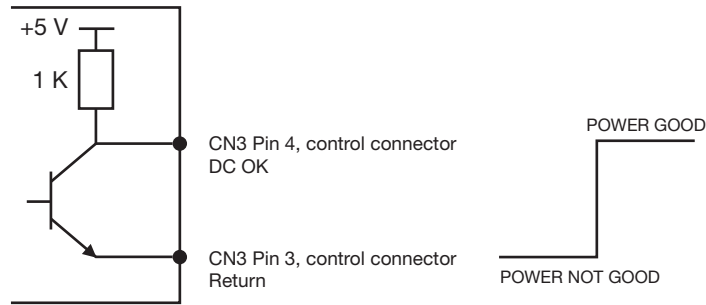 +5 V
1 K
CN3 Pin 4, control connector
DC OK
CN3 Pin 3, control connector
Return
POWER GOOD
POWER NOT GOOD